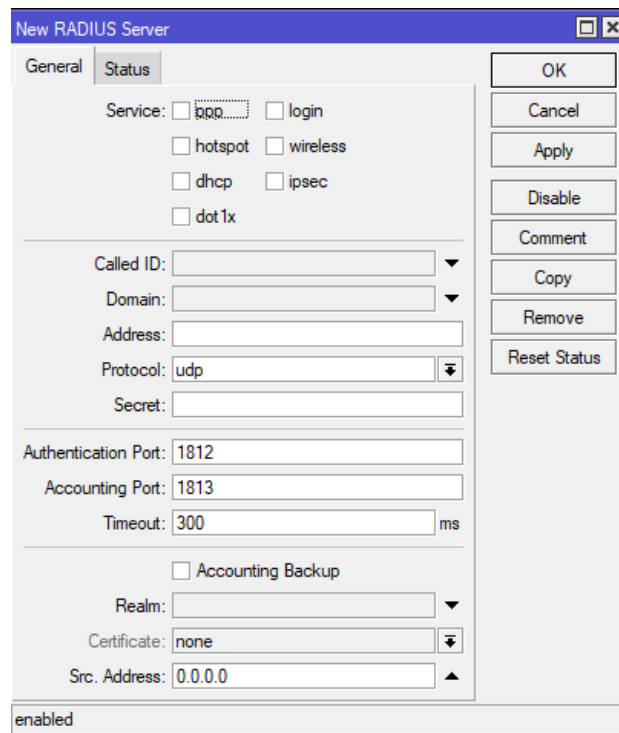 New RADIUS Server
General Status
Service: ppp login
hotspot wireless
dhcp ipsec
dot1x
Called ID:
Domain:
Address:
Protocol: udp
Secret:
Authentication Port: 1812
Accounting Port: 1813
Timeout: 300 ms
Accounting Backup
Realm:
Certificate: none
Src. Address: 0.0.0.0
OK
Cancel
Apply
Disable
Comment
Copy
Remove
Reset Status
enabled